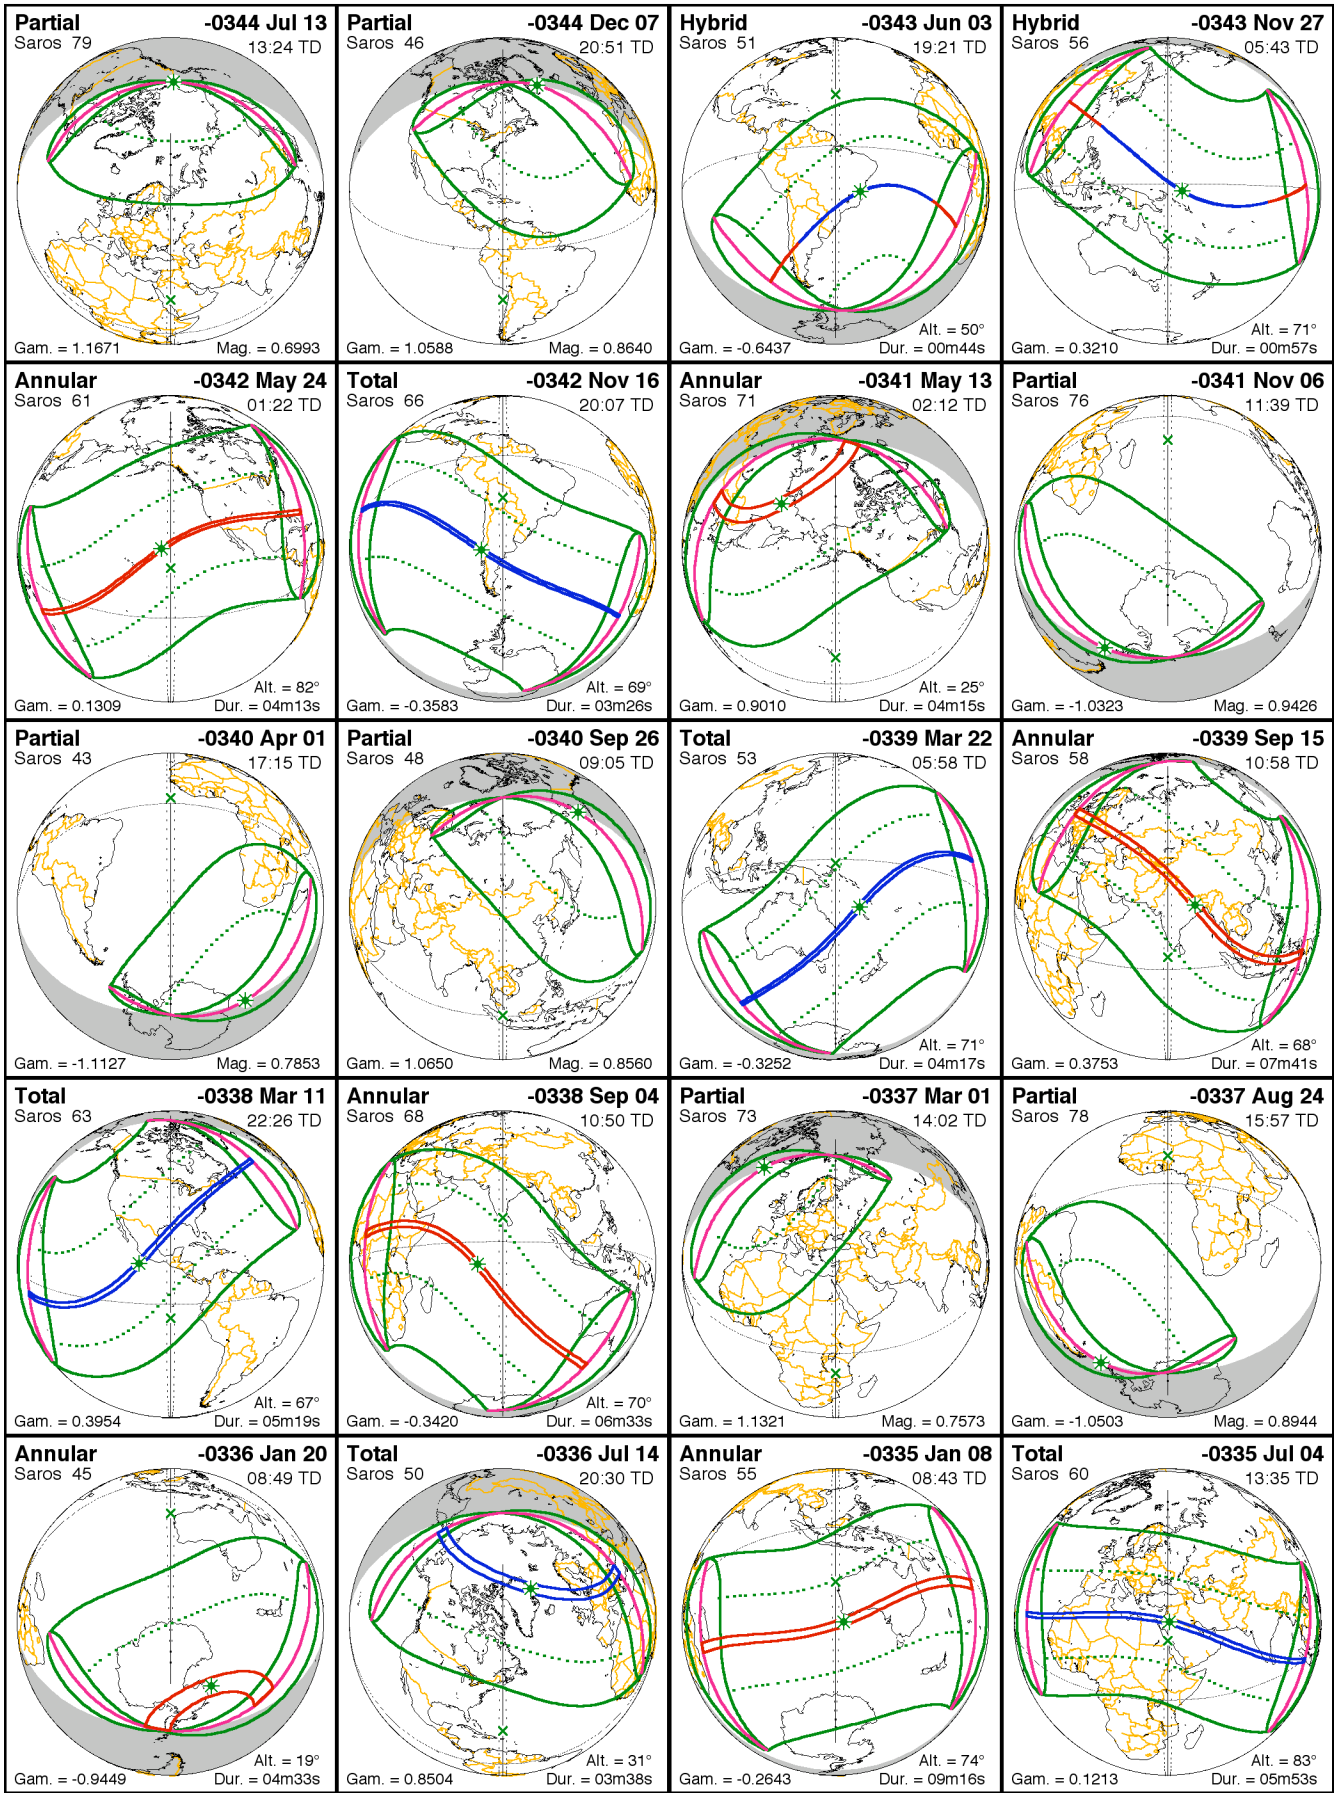 Partial -0344 Jul 13
Saros 79 13:24 TD
Gam. = 1.1671 Mag. = 0.6993
Partial -0344 Dec 07
Saros 46 20:51 TD
Gam. = 1.0588 Mag. = 0.8640
Hybrid -0343 Jun 03
Saros 51 19:21 TD
Alt. = 50°
Gam. = -0.6437 Dur. = 00m44s
Hybrid -0343 Nov 27
Saros 56 05:43 TD
Alt. = 71°
Gam. = 0.3210 Dur. = 00m57s
Annular -0342 May 24
Saros 61 01:22 TD
Alt. = 82°
Gam. = 0.1309 Dur. = 04m13s
Total -0342 Nov 16
Saros 66 20:07 TD
Alt. = 69°
Gam. = -0.3583 Dur. = 03m26s
Annular -0341 May 13
Saros 71 02:12 TD
Alt. = 25°
Gam. = 0.9010 Dur. = 04m15s
Partial -0341 Nov 06
Saros 76 11:39 TD
Gam. = -1.0323 Mag. = 0.9426
Partial -0340 Apr 01
Saros 43 17:15 TD
Gam. = -1.1127 Mag. = 0.7853
Partial -0340 Sep 26
Saros 48 09:05 TD
Gam. = 1.0650 Mag. = 0.8560
Total -0339 Mar 22
Saros 53 05:58 TD
Alt. = 71°
Gam. = -0.3252 Dur. = 04m17s
Annular -0339 Sep 15
Saros 58 10:58 TD
Alt. = 68°
Gam. = 0.3753 Dur. = 07m41s
Total -0338 Mar 11
Saros 63 22:26 TD
Alt. = 67°
Gam. = 0.3954 Dur. = 05m19s
Annular -0338 Sep 04
Saros 68 10:50 TD
Alt. = 70°
Gam. = -0.3420 Dur. = 06m33s
Partial -0337 Mar 01
Saros 73 14:02 TD
Gam. = 1.1321 Mag. = 0.7573
Partial -0337 Aug 24
Saros 78 15:57 TD
Gam. = -1.0503 Mag. = 0.8944
Annular -0336 Jan 20
Saros 45 08:49 TD
Alt. = 19°
Gam. = -0.9449 Dur. = 04m33s
Total -0336 Jul 14
Saros 50 20:30 TD
Alt. = 31°
Gam. = 0.8504 Dur. = 03m38s
Annular -0335 Jan 08
Saros 55 08:43 TD
Alt. = 74°
Gam. = -0.2643 Dur. = 09m16s
Total -0335 Jul 04
Saros 60 13:35 TD
Alt. = 83°
Gam. = 0.1213 Dur. = 05m53s